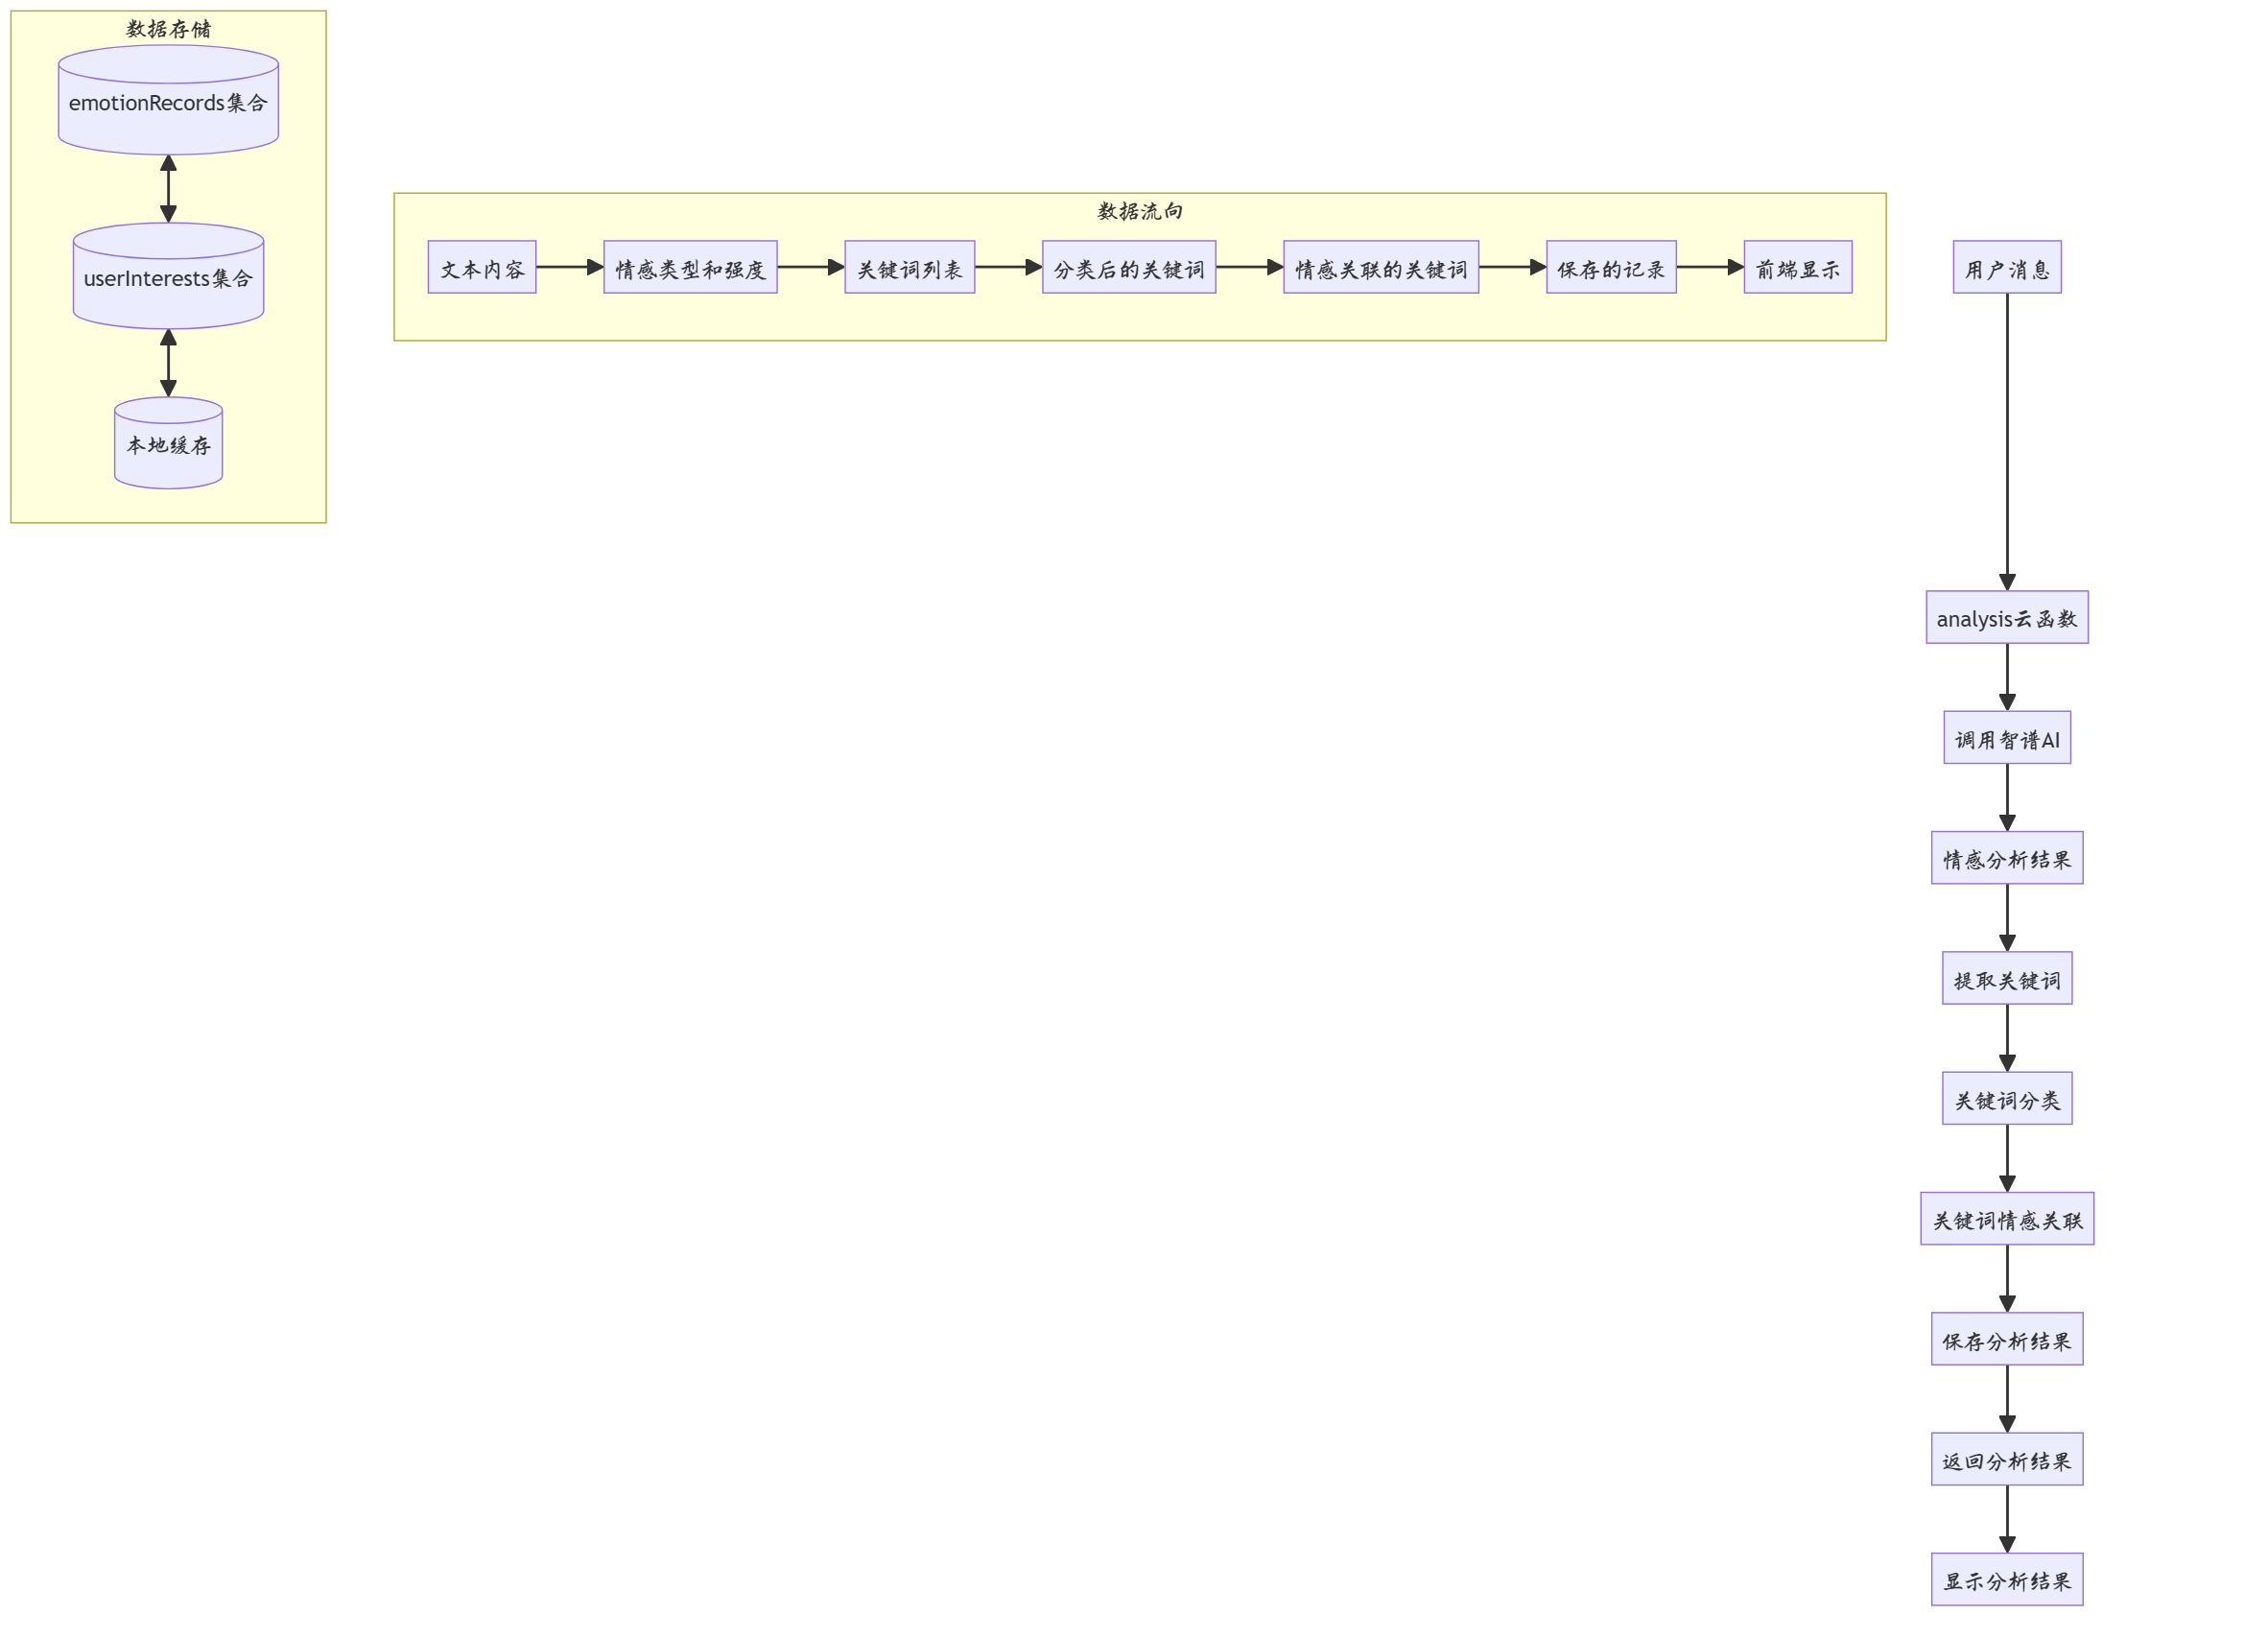 数据存储
emotionRecords集合
userInterests集合
本地缓存
数据流向
文本内容
情感类型和强度
关键词列表
分类后的关键词
情感关联的关键词
保存的记录
前端显示
用户消息
analysis云函数
调用智谱AI
情感分析结果
提取关键词
关键词分类
关键词情感关联
保存分析结果
返回分析结果
显示分析结果